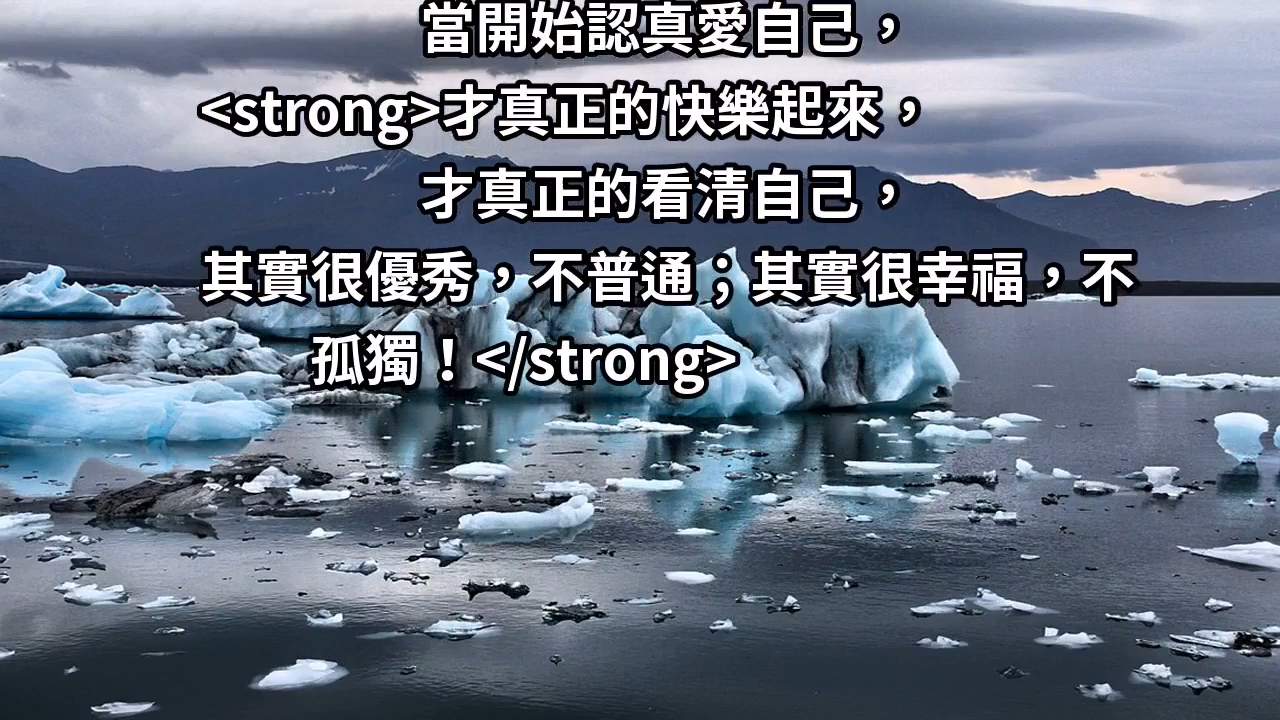 當開始認真愛自己，
<strong>才真正的快樂起來，
才真正的看清自己，
其實很優秀，不普通；其實很幸福，不
孤獨！</strong>